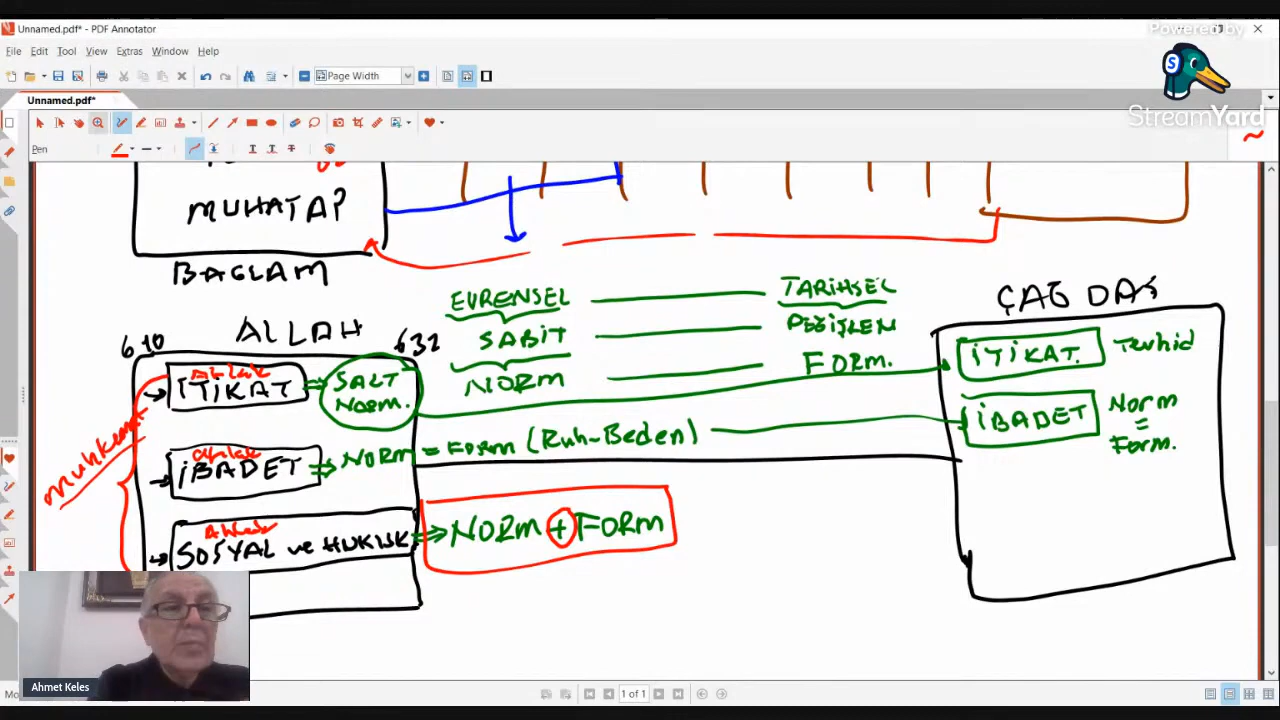 Unnamed.pdf* - PDF Annotator
Powered by
File Edit Tool View Extras Window Help
Page Width
StreamYard
Unnamed.pdf*
Pen
MUHATAP
BAĞLAM
EVRENSEL TARİHSEL
SABİT DEĞİŞLEN
NORM FORM.
ÇAĞ DAŞ
610 ALLAH 632
Ahlak
İTİKAT ⇒ SALT NORM.
İTİKAT. Tevhid
Muhkemat
Ahlak
İBADET ⇒ NORM = FORM (Ruh-Beden)
İBADET Norm = Form.
Ahlak
SOSYAL ve HUKUK ⇒ NORM + FORM
Ahmet Keles
1 of 1